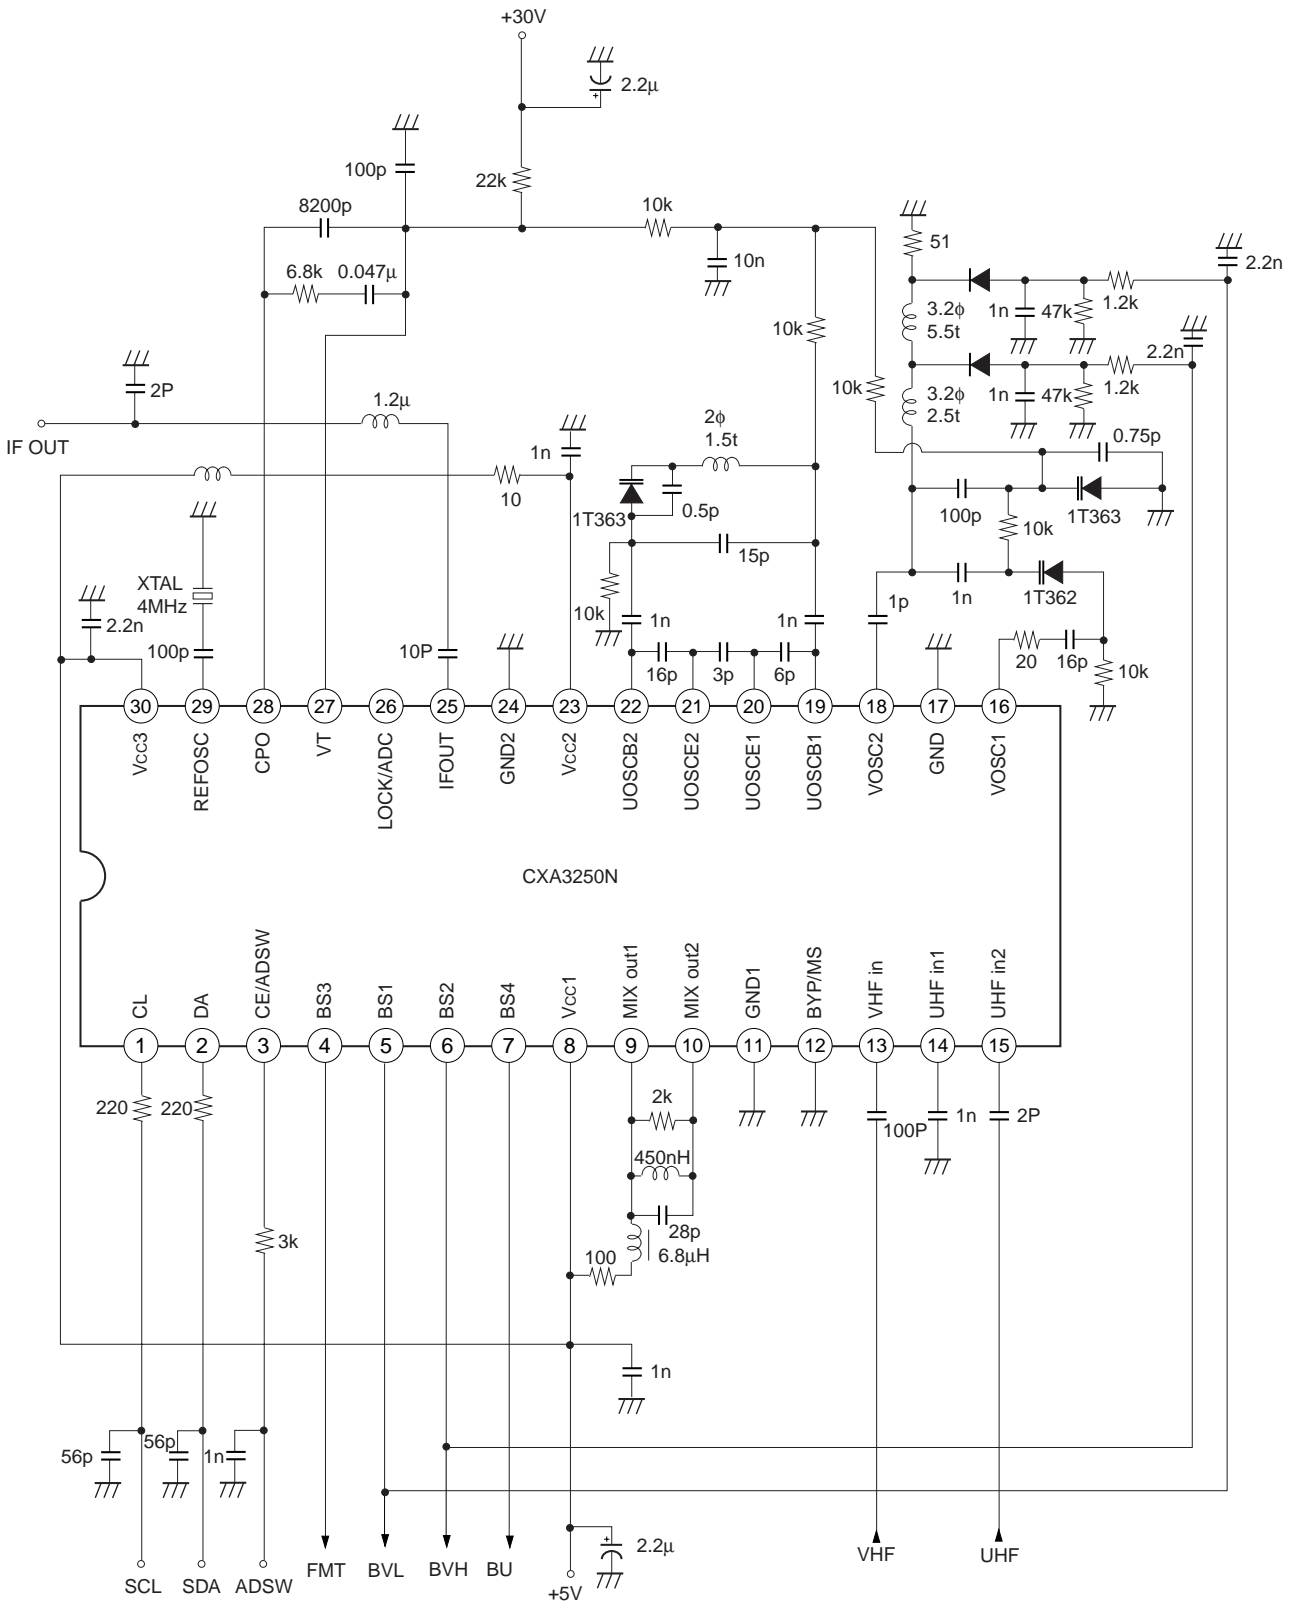 +30V
2.2μ
100p
22k
8200p
10k
51
10n
2.2n
6.8k
0.047μ
3.2ϕ
5.5t
1n
47k
1.2k
10k
2.2n
2P
10k
3.2ϕ
2.5t
1n
47k
1.2k
1.2μ
IF OUT
2ϕ
1.5t
0.75p
1n
10
1T363
0.5p
100p
1T363
10k
15p
XTAL
4MHz
10k
1p
1n
1T362
2.2n
1n
1n
100p
10P
16p
3p
6p
20
16p
10k
30
29
28
27
26
25
24
23
22
21
20
19
18
17
16
Vcc3
REFOSC
CPO
VT
LOCK/ADC
IFOUT
GND2
Vcc2
UOSCB2
UOSCE2
UOSCE1
UOSCB1
VOSC2
GND
VOSC1
CXA3250N
CL
DA
CE/ADSW
BS3
BS1
BS2
BS4
Vcc1
MIX out1
MIX out2
GND1
BYP/MS
VHF in
UHF in1
UHF in2
1
2
3
4
5
6
7
8
9
10
11
12
13
14
15
220
220
2k
100P
1n
2P
450nH
28p
3k
100
6.8μH
1n
56p
56p
1n
2.2μ
SCL
SDA
ADSW
FMT
BVL
BVH
BU
+5V
VHF
UHF